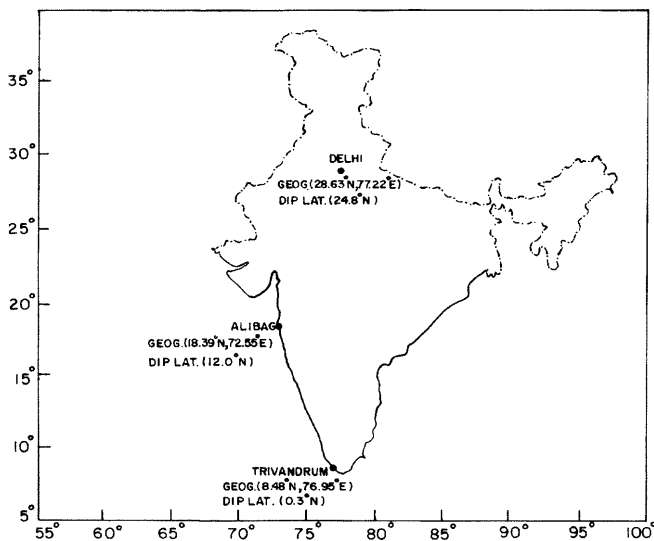 35°
30°
25°
20°
15°
10°
5°
DELHI
GEOG.(28.63°N,77.22°E)
DIP LAT.(24.8°N)
ALIBAG
GEOG.(18.39°N,72.55°E)
DIP LAT.(12.0°N)
TRIVANDRUM
GEOG.(8.48°N,76.95°E)
DIP LAT.(0.3°N)
55° 60° 65° 70° 75° 80° 85° 90° 95° 100°